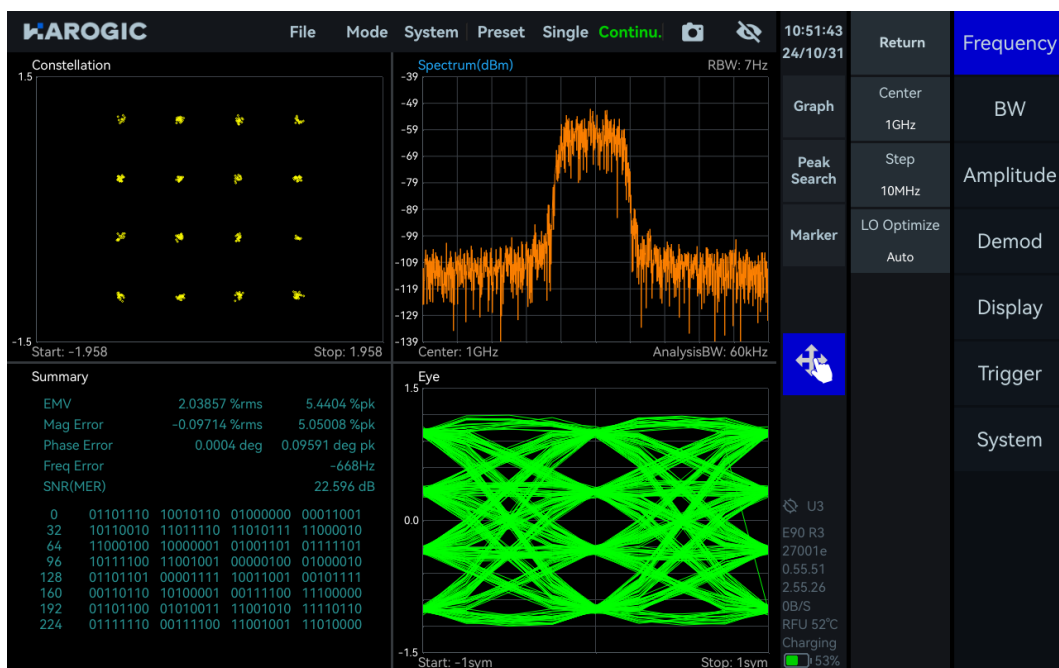 HAROGIC File Mode System Preset Single Continu.
10:51:43
24/10/31
Return
Frequency
Constellation
1.5
-1.5
Start: -1.958 Stop: 1.958
Spectrum(dBm) RBW: 7Hz
-39
-49
-59
-69
-79
-89
-99
-109
-119
-129
-139
Center: 1GHz AnalysisBW: 60kHz
Graph
Peak
Search
Marker
Center
1GHz
Step
10MHz
LO Optimize
Auto
BW
Amplitude
Demod
Display
Trigger
System
Summary
EMV 2.03857 %rms 5.4404 %pk
Mag Error -0.09714 %rms 5.05008 %pk
Phase Error 0.0004 deg 0.09591 deg pk
Freq Error -668Hz
SNR(MER) 22.596 dB
0 01101110 10010110 01000000 00011001
32 10110010 11011110 11010111 11000010
64 11000100 10000001 01001101 01111101
96 10111100 11001001 00000100 01000010
128 01101101 00001111 10011001 00101111
160 00110110 10100001 00111100 11100000
192 01101100 01010011 11001010 11110110
224 01111110 00111100 11001001 11010000
Eye
1.5
0.0
-1.5
Start: -1sym Stop: 1sym
U3
E90 R3
27001e
0.55.51
2.55.26
0B/S
RFU 52℃
Charging
53%